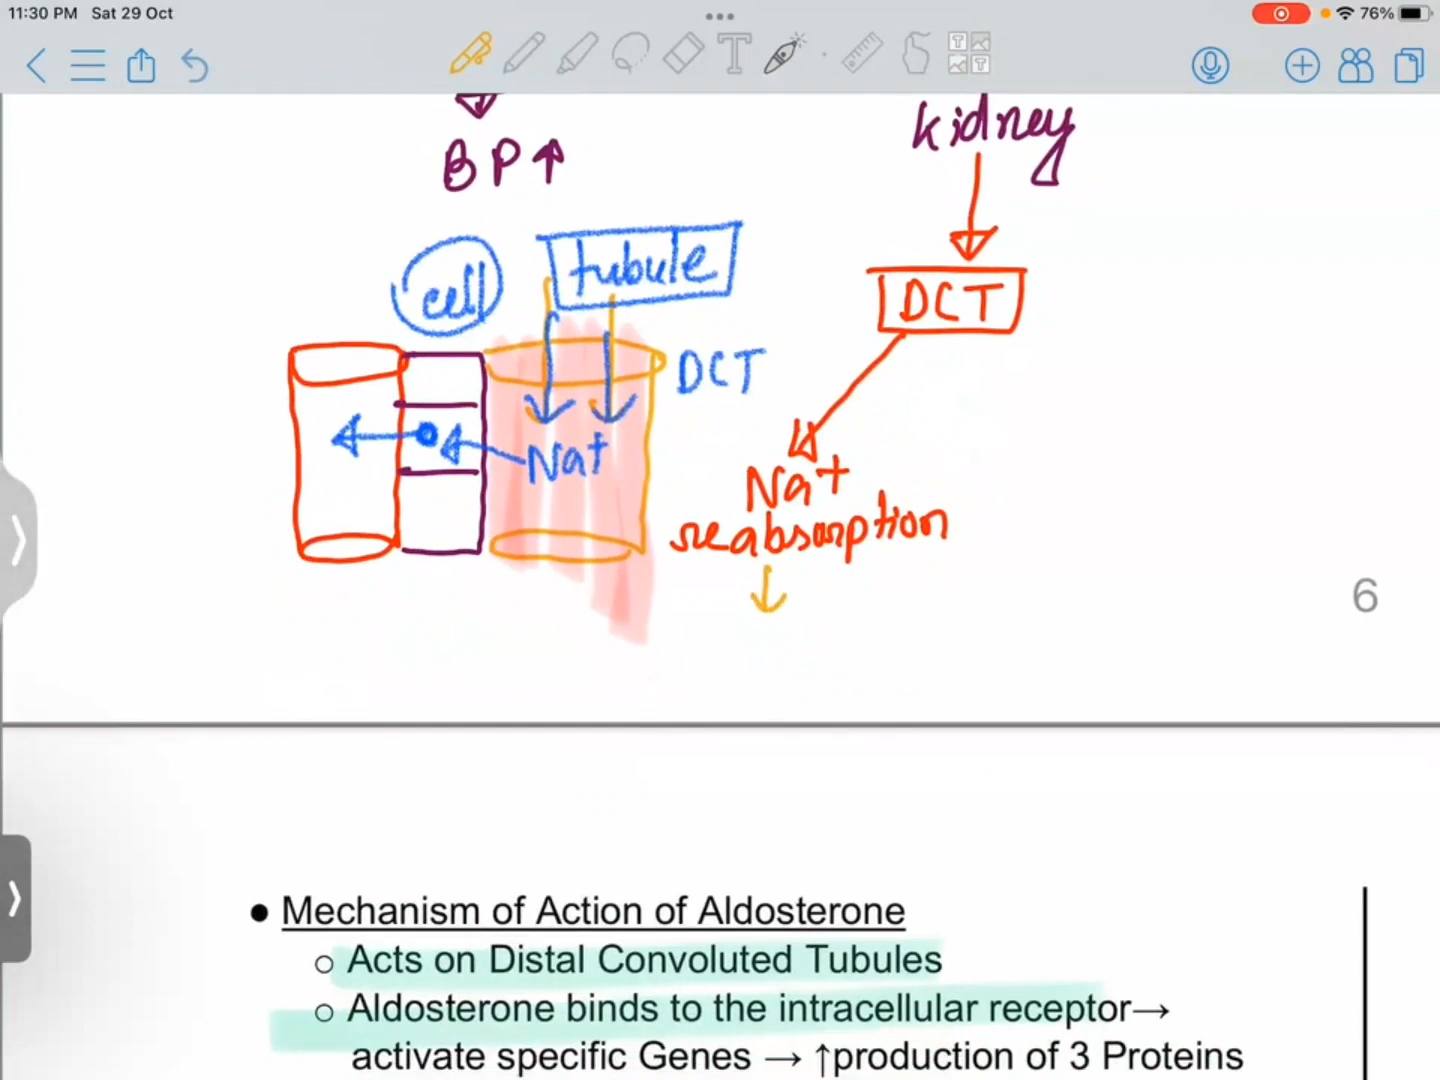 11:30 PM Sat 29 Oct
76%
kidney
BP↑
cell
tubule
DCT
DCT
Na+
Na+
reabsorption
↓
6
● Mechanism of Action of Aldosterone
○ Acts on Distal Convoluted Tubules
○ Aldosterone binds to the intracellular receptor→
activate specific Genes → ↑production of 3 Proteins